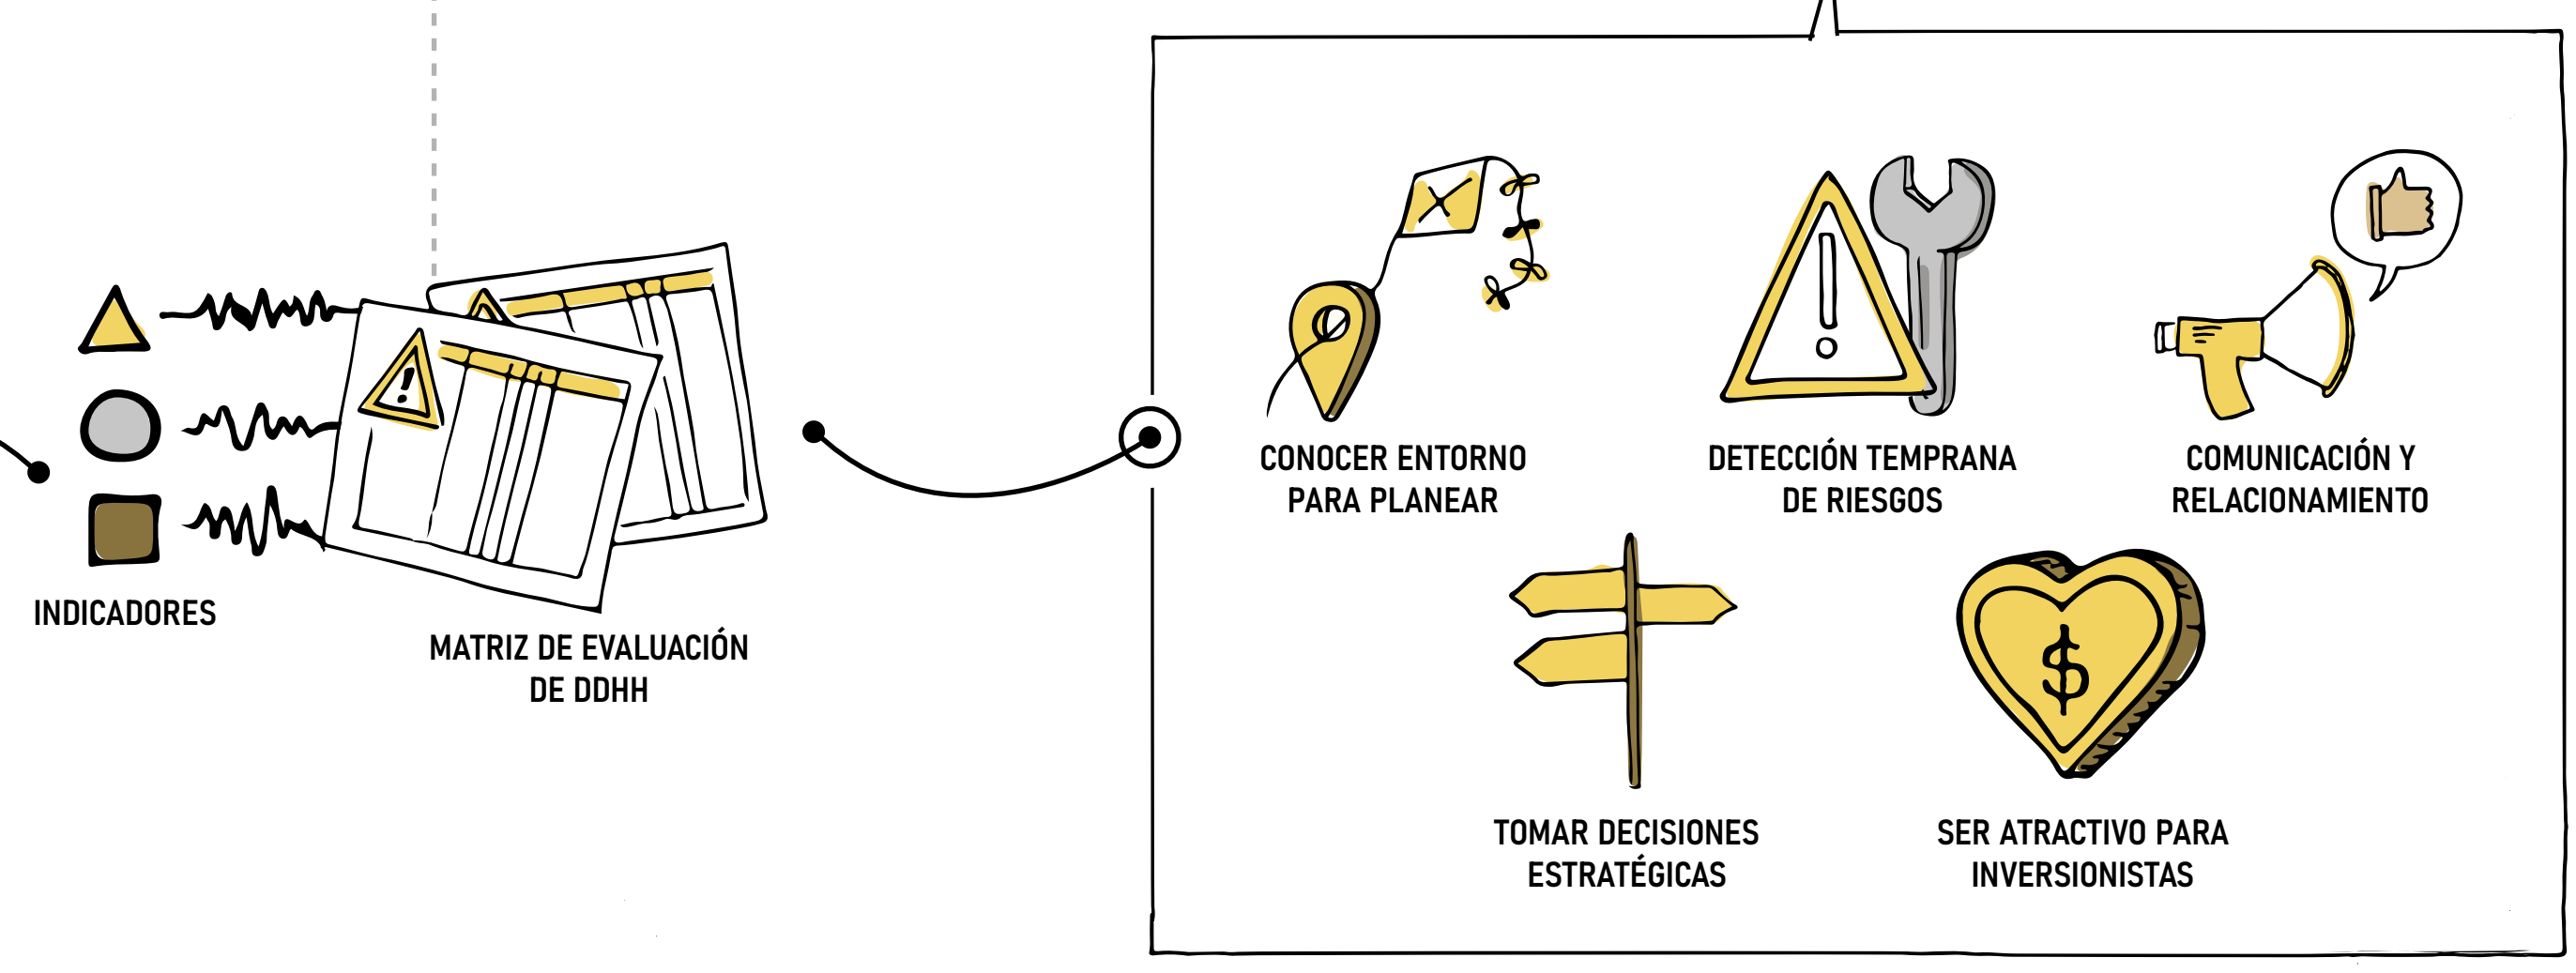 INDICADORES
MATRIZ DE EVALUACIÓN
DE DDHH
CONOCER ENTORNO
PARA PLANEAR
DETECCIÓN TEMPRANA
DE RIESGOS
COMUNICACIÓN Y
RELACIONAMIENTO
TOMAR DECISIONES
ESTRATÉGICAS
$
SER ATRACTIVO PARA
INVERSIONISTAS